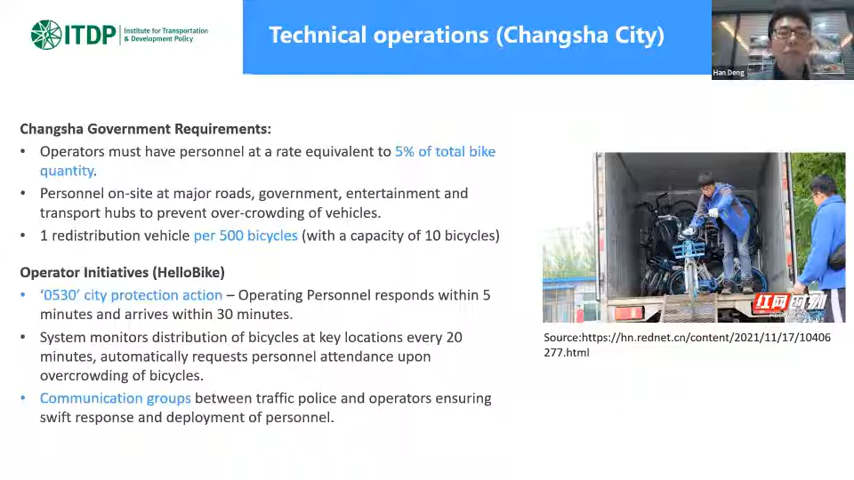 ITDP
Institute for Transportation
& Development Policy
Technical operations (Changsha City)
Han Deng
Changsha Government Requirements:
• Operators must have personnel at a rate equivalent to 5% of total bike
quantity.
• Personnel on-site at major roads, government, entertainment and
transport hubs to prevent over-crowding of vehicles.
• 1 redistribution vehicle per 500 bicycles (with a capacity of 10 bicycles)
Operator Initiatives (HelloBike)
• ‘0530’ city protection action – Operating Personnel responds within 5
minutes and arrives within 30 minutes.
• System monitors distribution of bicycles at key locations every 20
minutes, automatically requests personnel attendance upon
overcrowding of bicycles.
• Communication groups between traffic police and operators ensuring
swift response and deployment of personnel.
红网时刻
Source:https://hn.rednet.cn/content/2021/11/17/10406
277.html